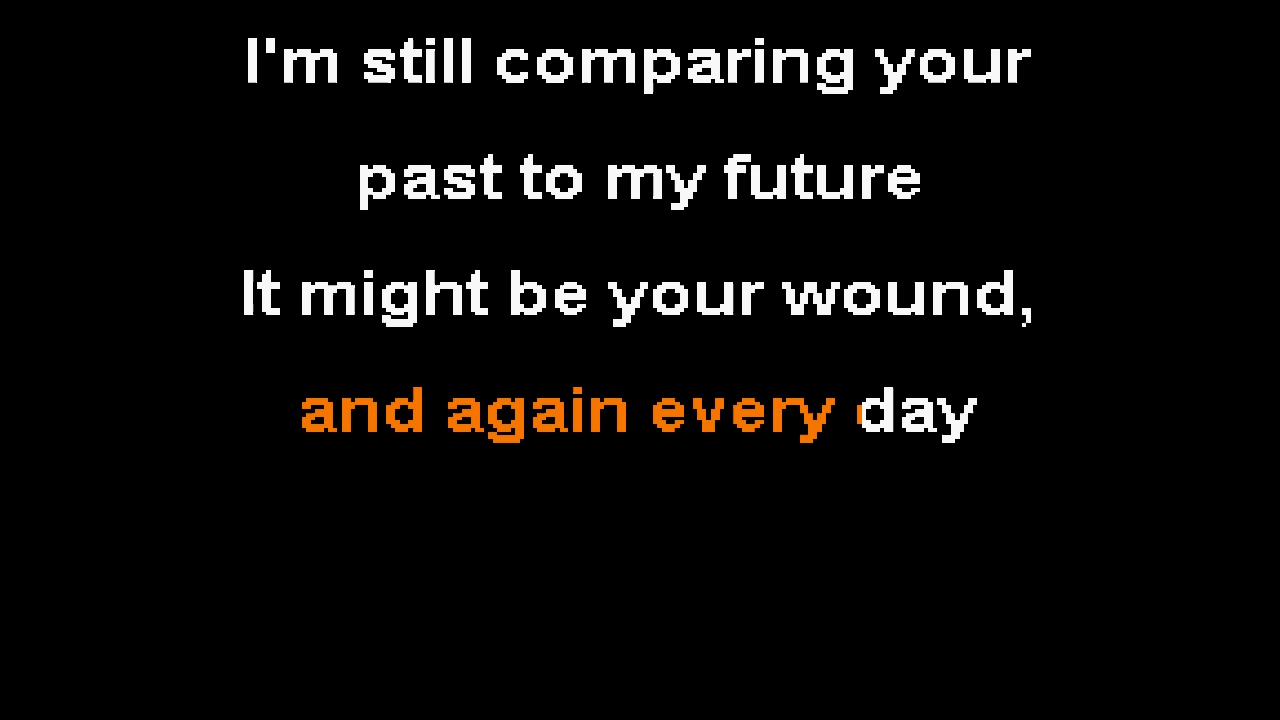 I'm still comparing your
past to my future
It might be your wound,
and again every day